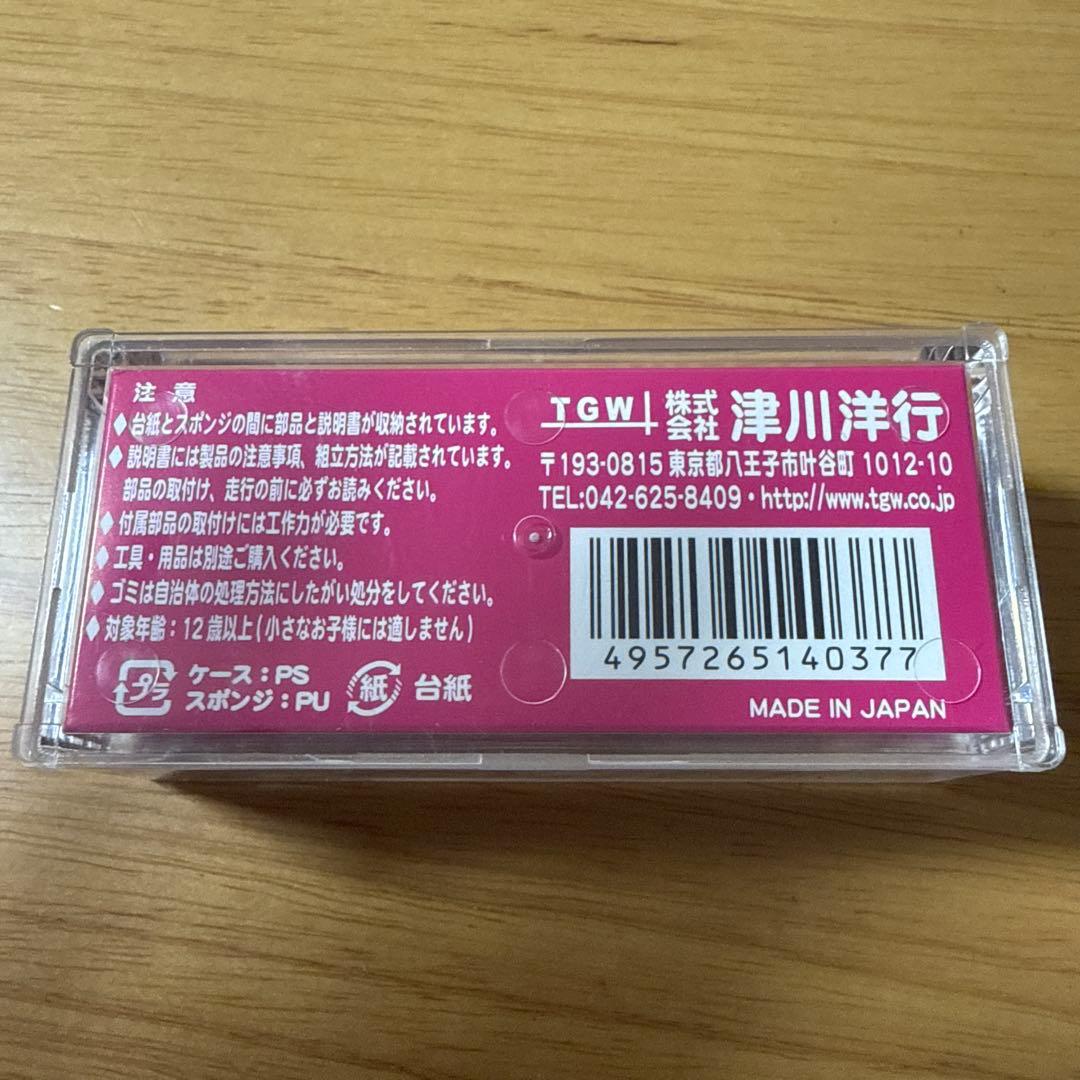 注 意
◆台紙とスポンジの間に部品と説明書が収納されています。
◆説明書には製品の注意事項、組立方法が記載されています。
部品の取付け、走行の前に必ずお読みください。
◆付属部品の取付けには工作力が必要です。
◆工具・用品は別途ご購入ください。
◆ゴミは自治体の処理方法にしたがい処分をしてください。
◆対象年齢：12歳以上(小さなお子様には適しません)
プラ ケース：PS
スポンジ：PU
紙 台紙
TGW 株式会社 津川洋行
〒193-0815 東京都八王子市叶谷町 1012-10
TEL:042-625-8409・http://www.tgw.co.jp
4957265140377
MADE IN JAPAN